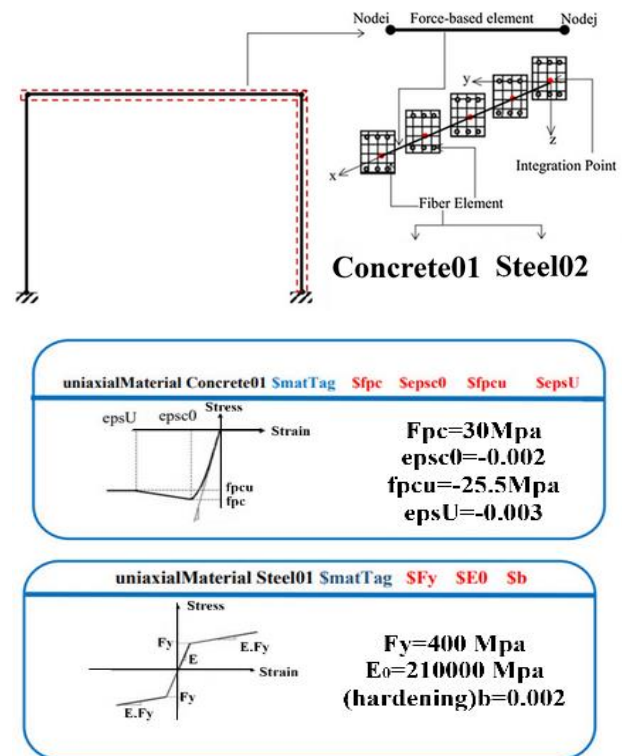 Nodei Force-based element Nodej
y
z
x
Integration Point
Fiber Element
Concrete01 Steel02
uniaxialMaterial Concrete01 $matTag $fpc $epsc0 $fpcu $epsU
epsU epsc0 Stress
Strain
fpcu
fpc
Fpc=30Mpa
epsc0=-0.002
fpcu=-25.5Mpa
epsU=-0.003
uniaxialMaterial Steel01 $matTag $Fy $E0 $b
Stress
Fy
E.Fy
E
Strain
Fy
E.Fy
Fy=400 Mpa
E0=210000 Mpa
(hardening)b=0.002